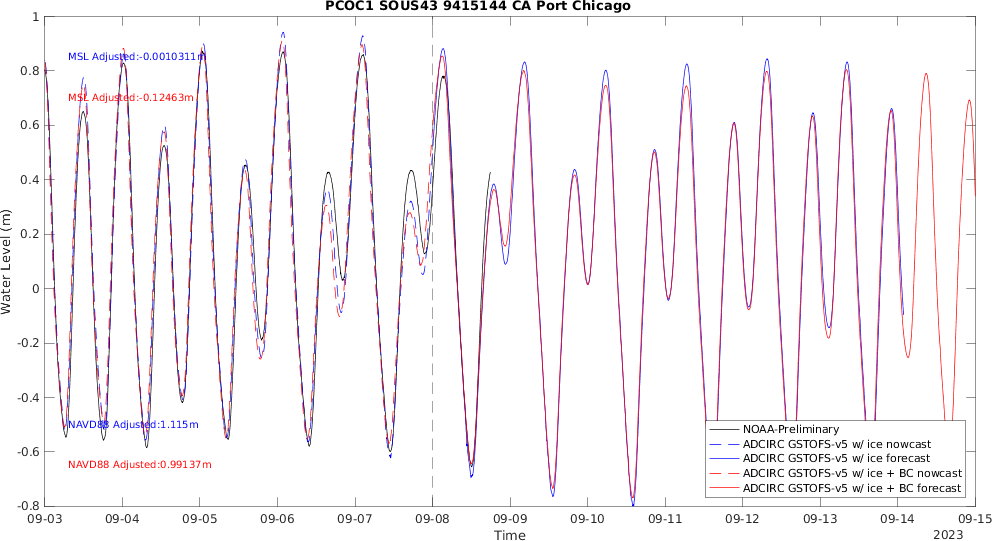 PCOC1 SOUS43 9415144 CA Port Chicago
1
0.8
0.6
0.4
0.2
0
-0.2
-0.4
-0.6
-0.8
Water Level (m)
MSL Adjusted:-0.0010311m
MSL Adjusted:-0.12463m
NAVD88 Adjusted:1.115m
NAVD88 Adjusted:0.99137m
NOAA-Preliminary
ADCIRC GSTOFS-v5 w/ ice nowcast
ADCIRC GSTOFS-v5 w/ ice forecast
ADCIRC GSTOFS-v5 w/ ice + BC nowcast
ADCIRC GSTOFS-v5 w/ ice + BC forecast
09-03 09-04 09-05 09-06 09-07 09-08 09-09 09-10 09-11 09-12 09-13 09-14 09-15
Time
2023